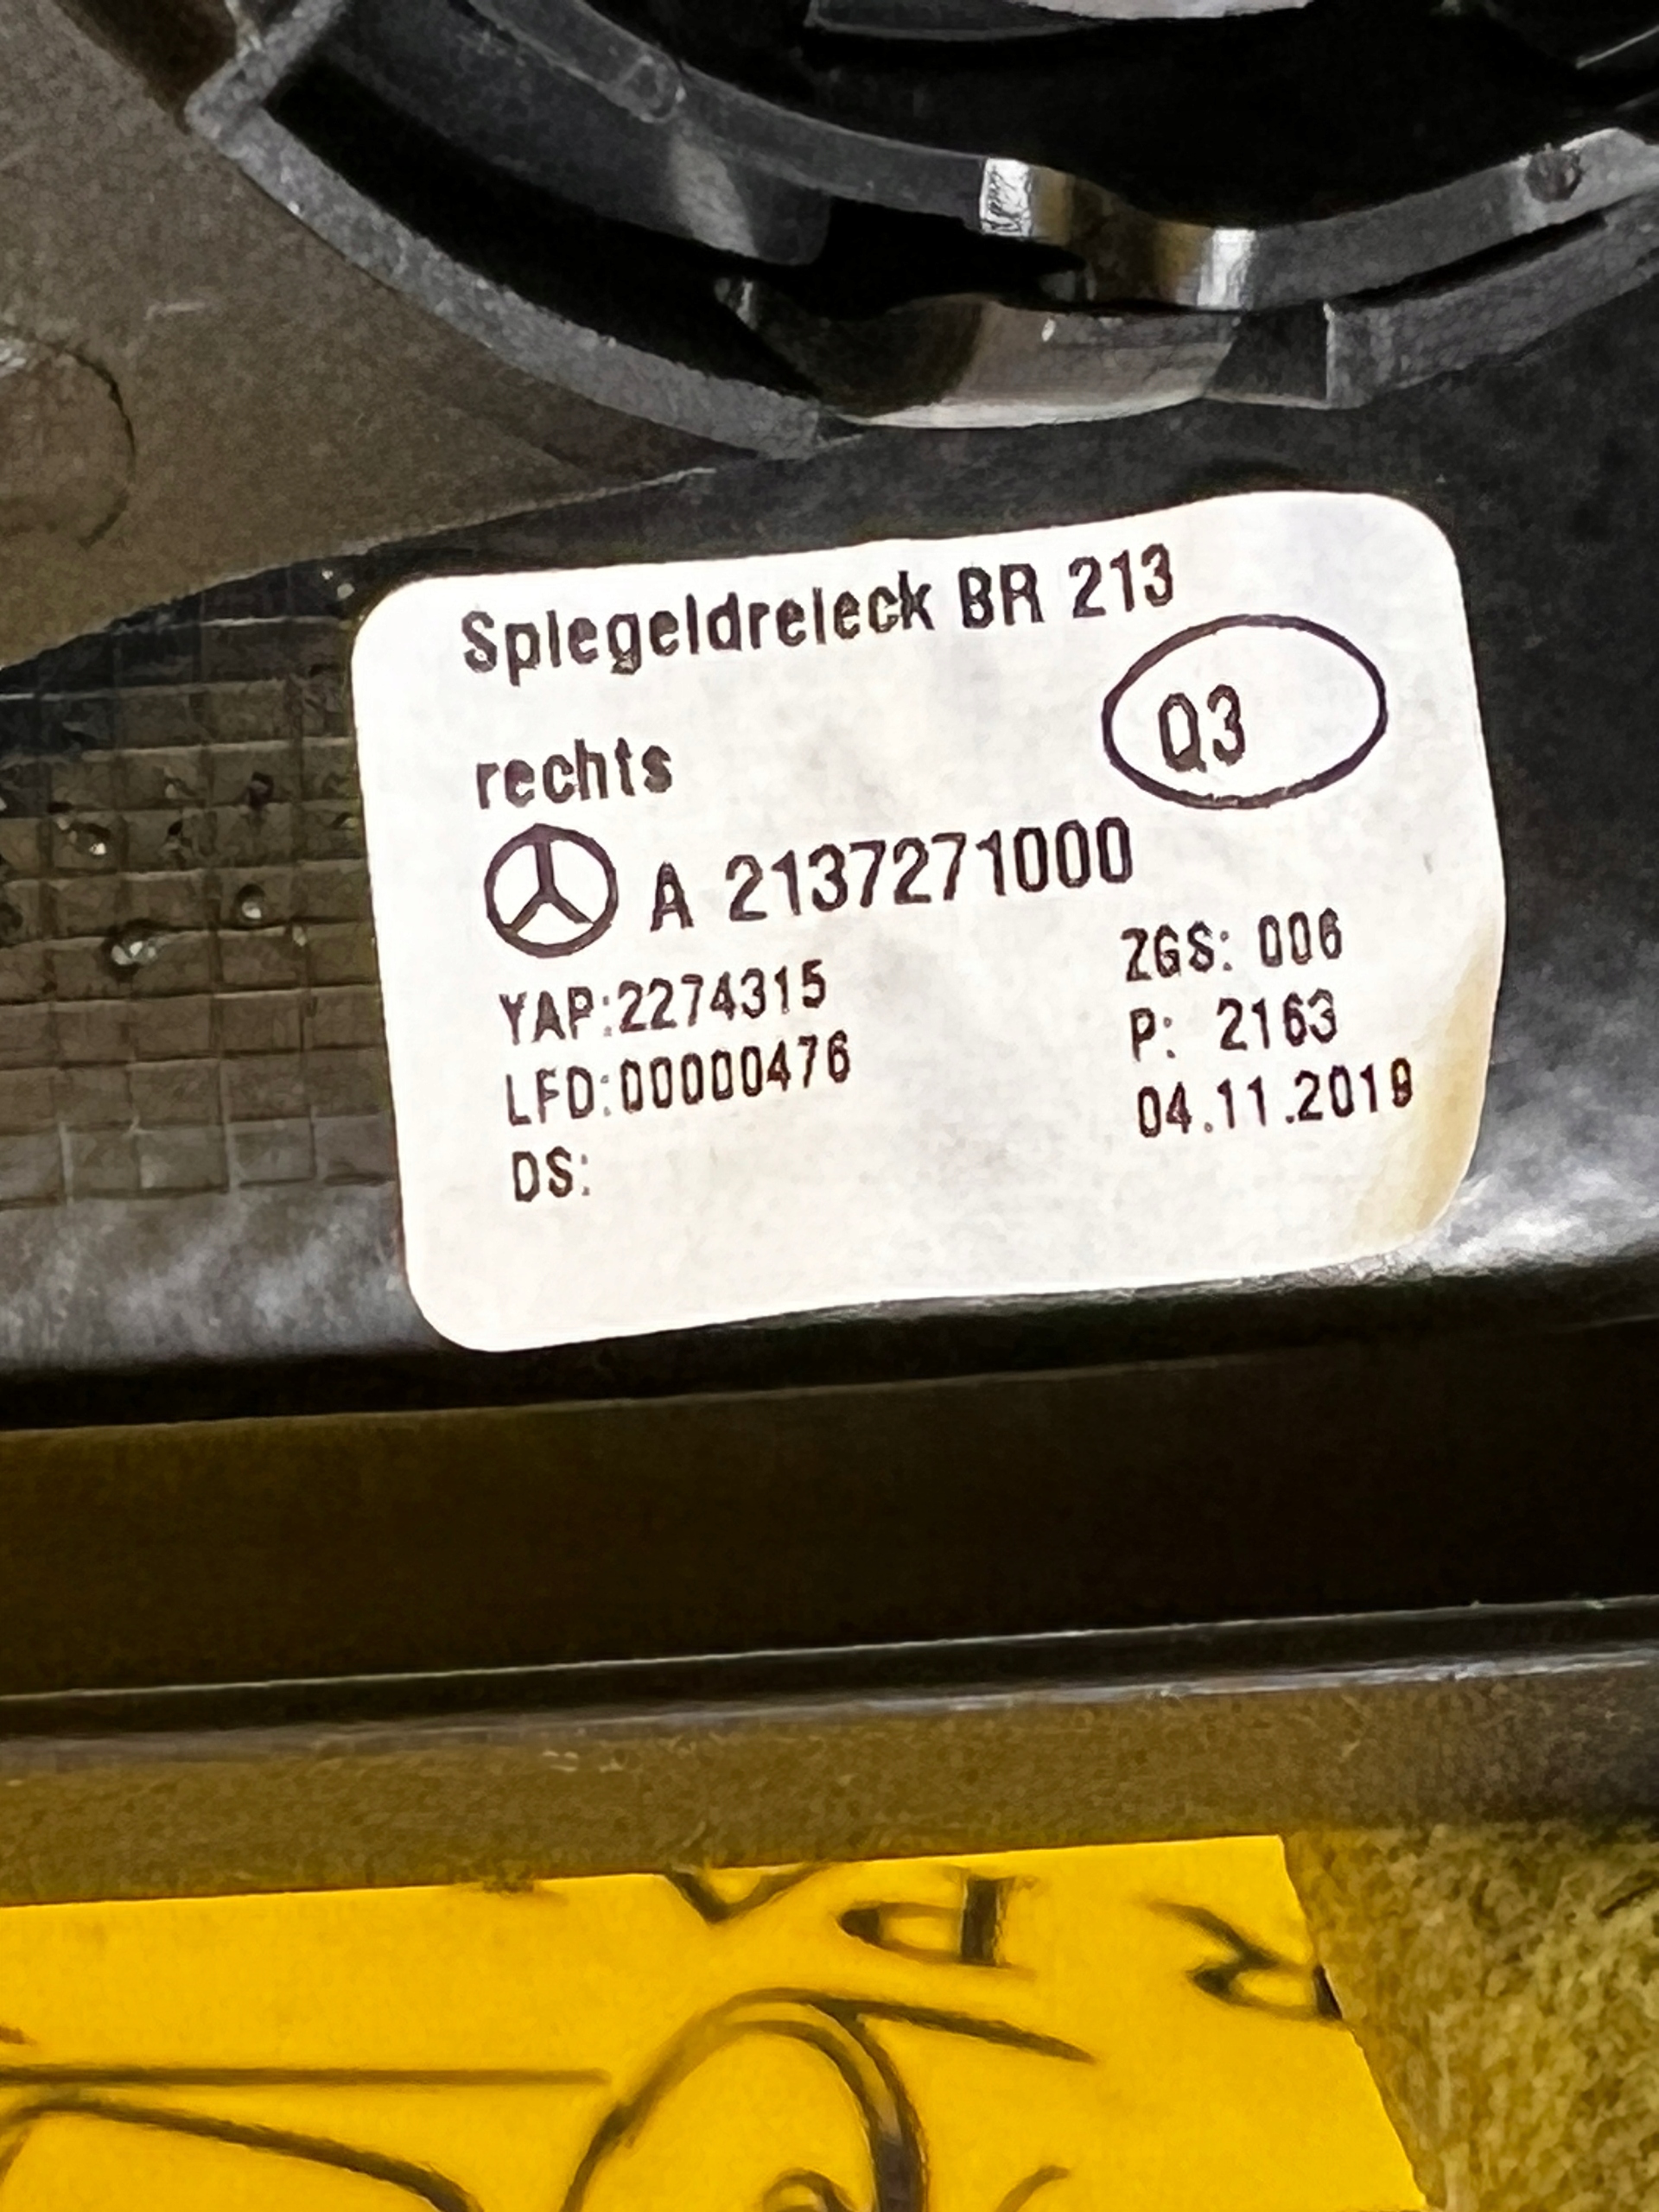 Spiegeldreieck BR 213
Q3
rechts
A 2137271000
ZGS: 006
YAP:2274315
P: 2163
LFD:00000476
04.11.2019
DS: